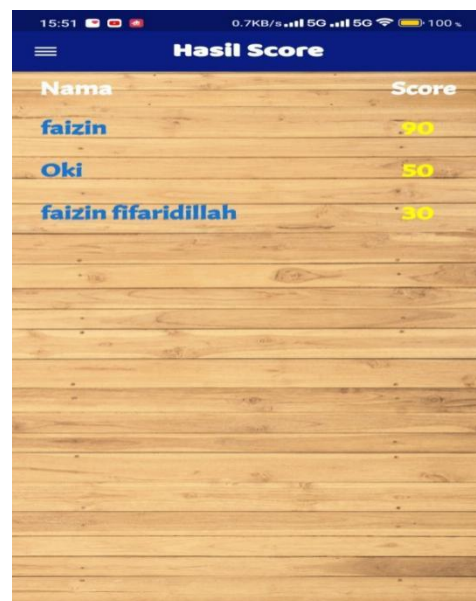 15:51 0.7KB/s 5G 5G 100%
Hasil Score
Nama Score
faizin 90
Oki 50
faizin fifaridillah 30